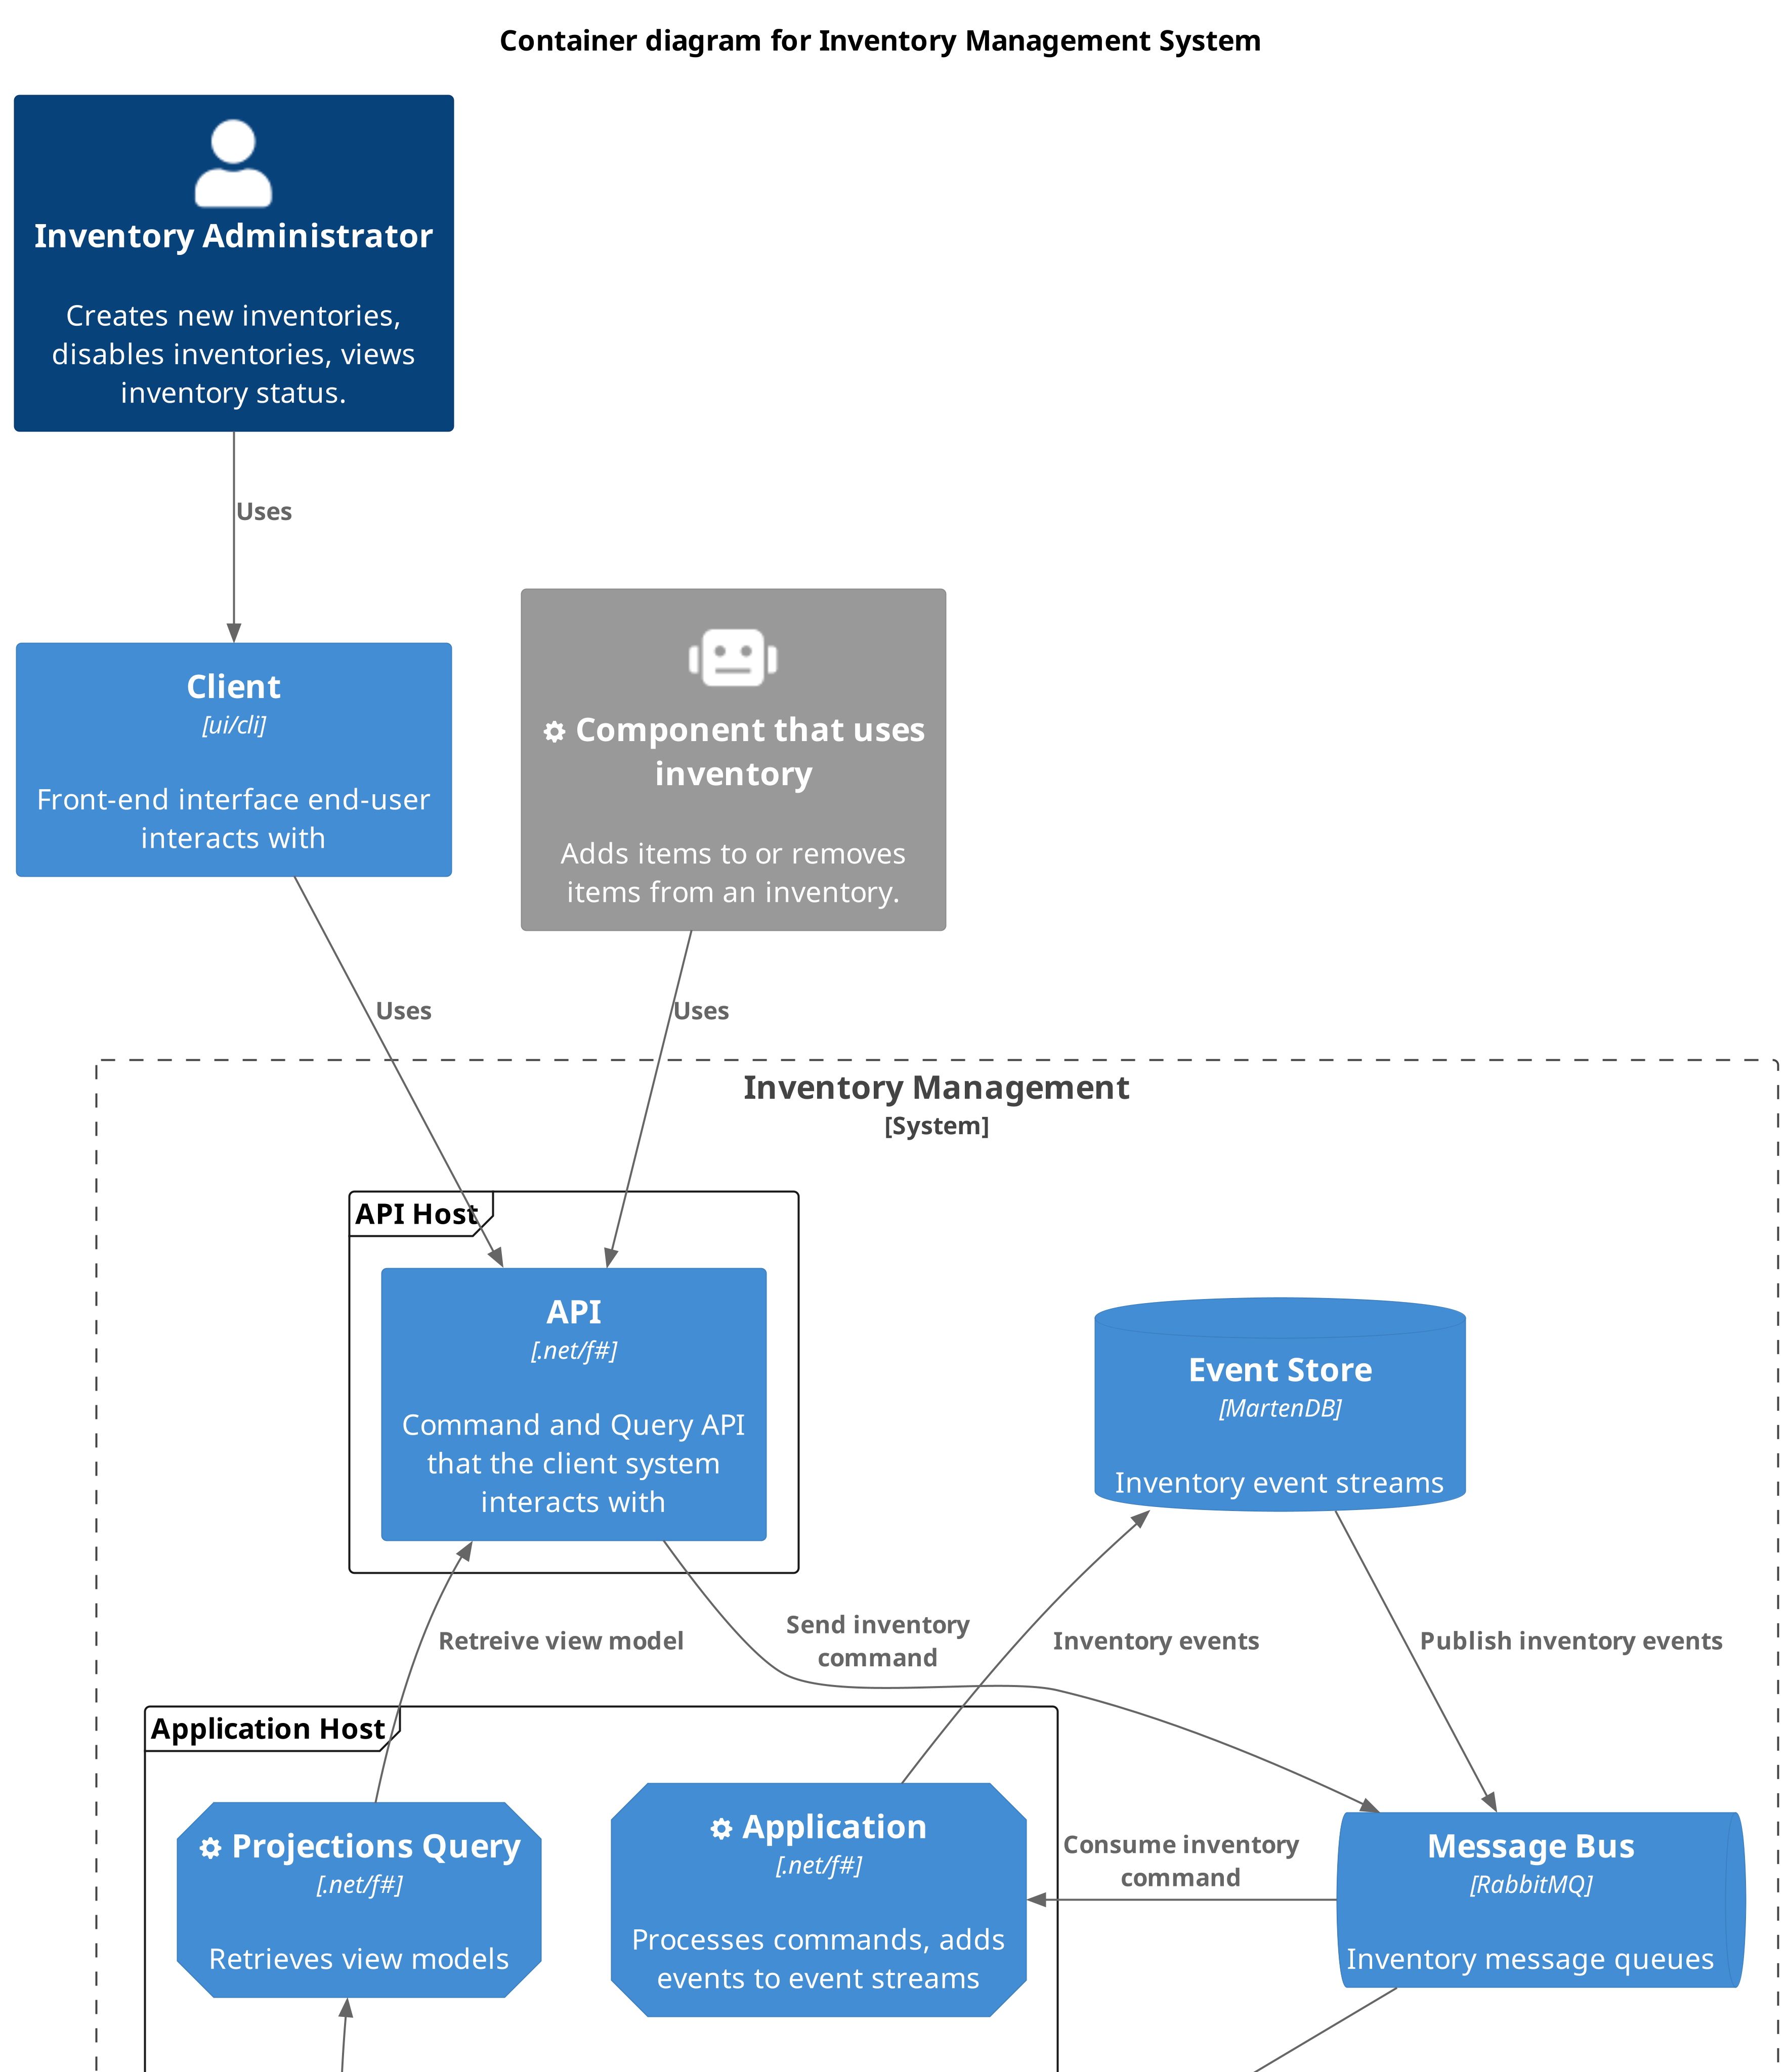 Container diagram for Inventory Management System
Inventory Administrator
Creates new inventories,
disables inventories, views
inventory status.
Uses
Client
[ui/cli]
Front-end interface end-user
interacts with
Component that uses
inventory
Adds items to or removes
items from an inventory.
Uses
Uses
Inventory Management
[System]
API Host
API
[.net/f#]
Command and Query API
that the client system
interacts with
Event Store
[MartenDB]
Inventory event streams
Retreive view model
Send inventory
command
Inventory events
Publish inventory events
Application Host
Projections Query
[.net/f#]
Retrieves view models
Application
[.net/f#]
Processes commands, adds
events to event streams
Consume inventory
command
Message Bus
[RabbitMQ]
Inventory message queues